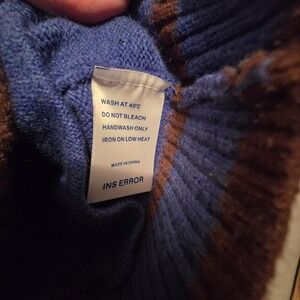 WASH AT 40°C
DO NOT BLEACH
HANDWASH ONLY
IRON ON LOW HEAT
MADE IN CHINA
INS ERROR